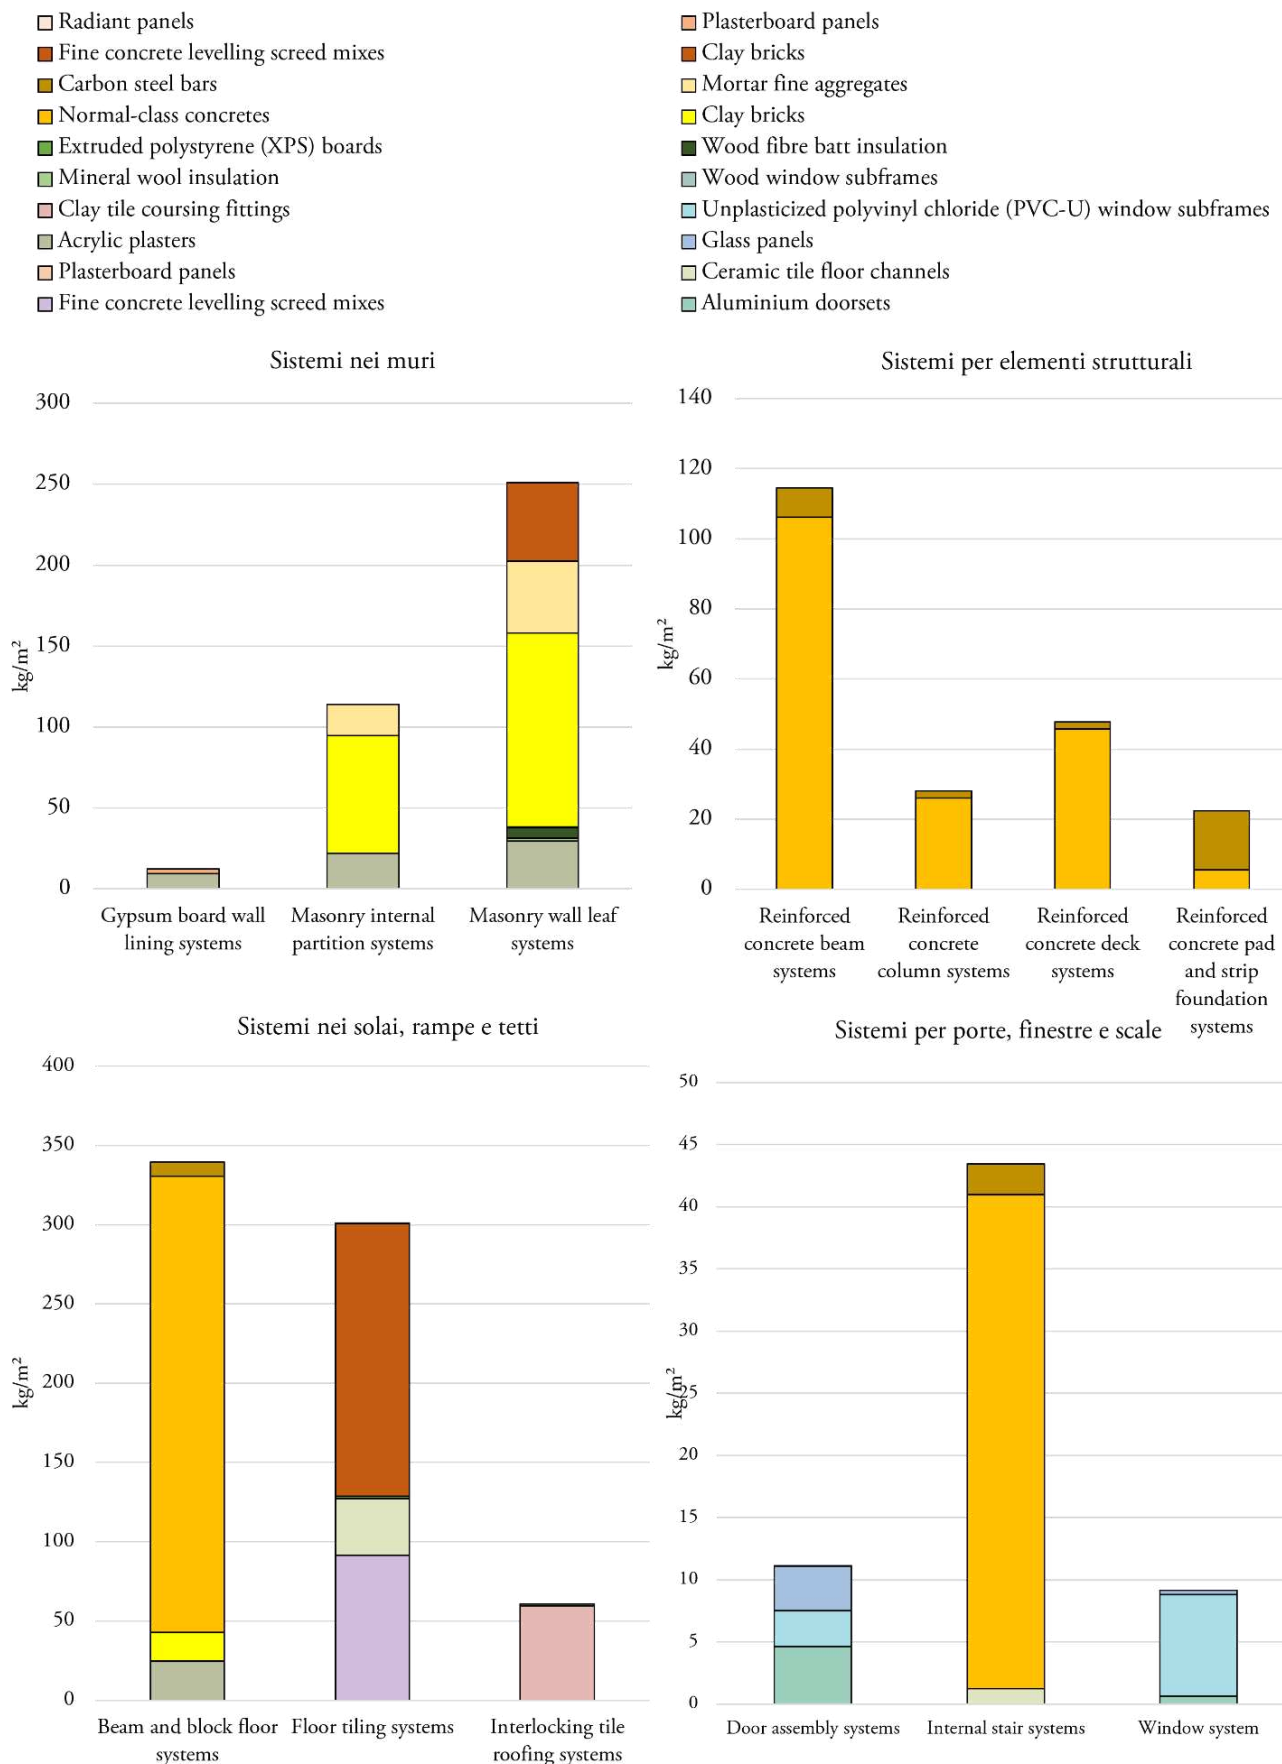 Radiant panels
Fine concrete levelling screed mixes
Carbon steel bars
Normal-class concretes
Extruded polystyrene (XPS) boards
Mineral wool insulation
Clay tile coursing fittings
Acrylic plasters
Plasterboard panels
Fine concrete levelling screed mixes
Plasterboard panels
Clay bricks
Mortar fine aggregates
Clay bricks
Wood fibre batt insulation
Wood window subframes
Unplasticized polyvinyl chloride (PVC-U) window subframes
Glass panels
Ceramic tile floor channels
Aluminium doorsets
Sistemi nei muri
300
250
200
150
100
50
0
kg/m²
Gypsum board wall
lining systems
Masonry internal
partition systems
Masonry wall leaf
systems
Sistemi per elementi strutturali
140
120
100
80
60
40
20
0
kg/m²
Reinforced
concrete beam
systems
Reinforced
concrete
column systems
Reinforced
concrete deck
systems
Reinforced
concrete pad
and strip
foundation
systems
Sistemi nei solai, rampe e tetti
400
350
300
250
200
150
100
50
0
kg/m²
Beam and block floor
systems
Floor tiling systems
Interlocking tile
roofing systems
Sistemi per porte, finestre e scale
50
45
40
35
30
25
20
15
10
5
0
kg/m²
Door assembly systems
Internal stair systems
Window system